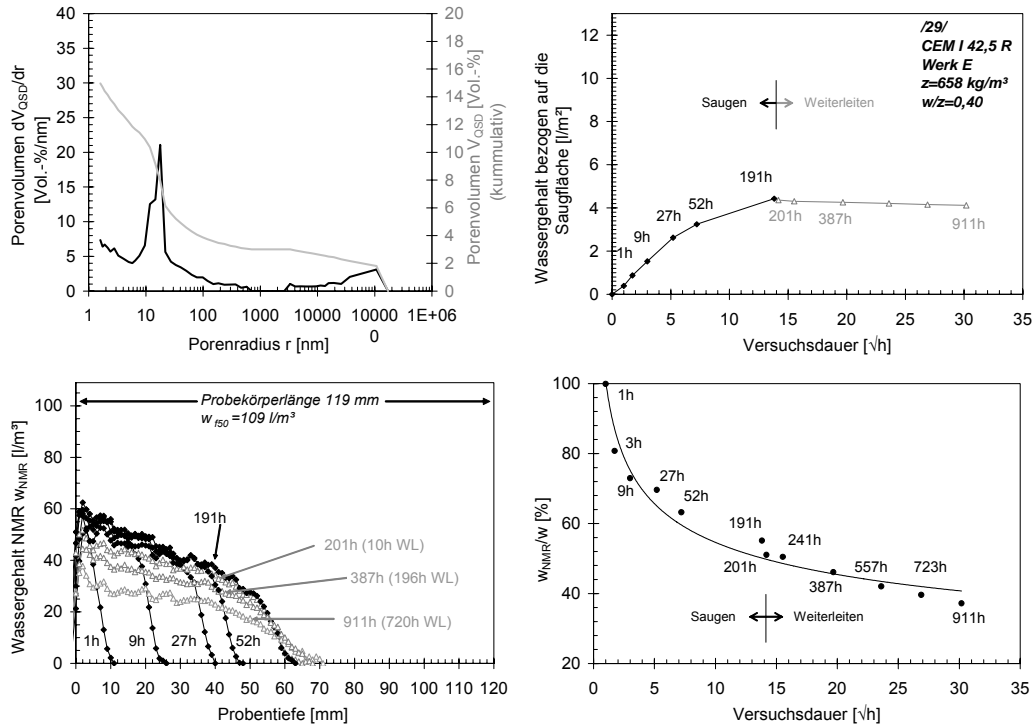 40
35
30
25
20
15
10
5
0
Porenvolumen dV_QSD/dr
[Vol.-%/nm]
20
18
16
14
12
10
8
6
4
2
0
Porenvolumen V_QSD [Vol.-%]
(kummulativ)
1 10 100 1000 10000 1E+06
0
Porenradius r [nm]
12
10
8
6
4
2
0
Wassergehalt bezogen auf die
Saugfläche [l/m²]
/29/
CEM I 42,5 R
Werk E
z=658 kg/m³
w/z=0,40
Saugen Weiterleiten
1h
9h
27h
52h
191h
201h
387h
911h
0 5 10 15 20 25 30 35
Versuchsdauer [√h]
100
80
60
40
20
0
Wassergehalt NMR w_NMR [l/m³]
Probekörperlänge 119 mm
w_f50 =109 l/m³
191h
201h (10h WL)
387h (196h WL)
911h (720h WL)
1h 9h 27h 52h
0 10 20 30 40 50 60 70 80 90 100 110 120
Probentiefe [mm]
100
80
60
40
20
w_NMR/w [%]
1h
3h
9h
27h
52h
191h
201h
241h
387h
557h
723h
911h
Saugen Weiterleiten
0 5 10 15 20 25 30 35
Versuchsdauer [√h]